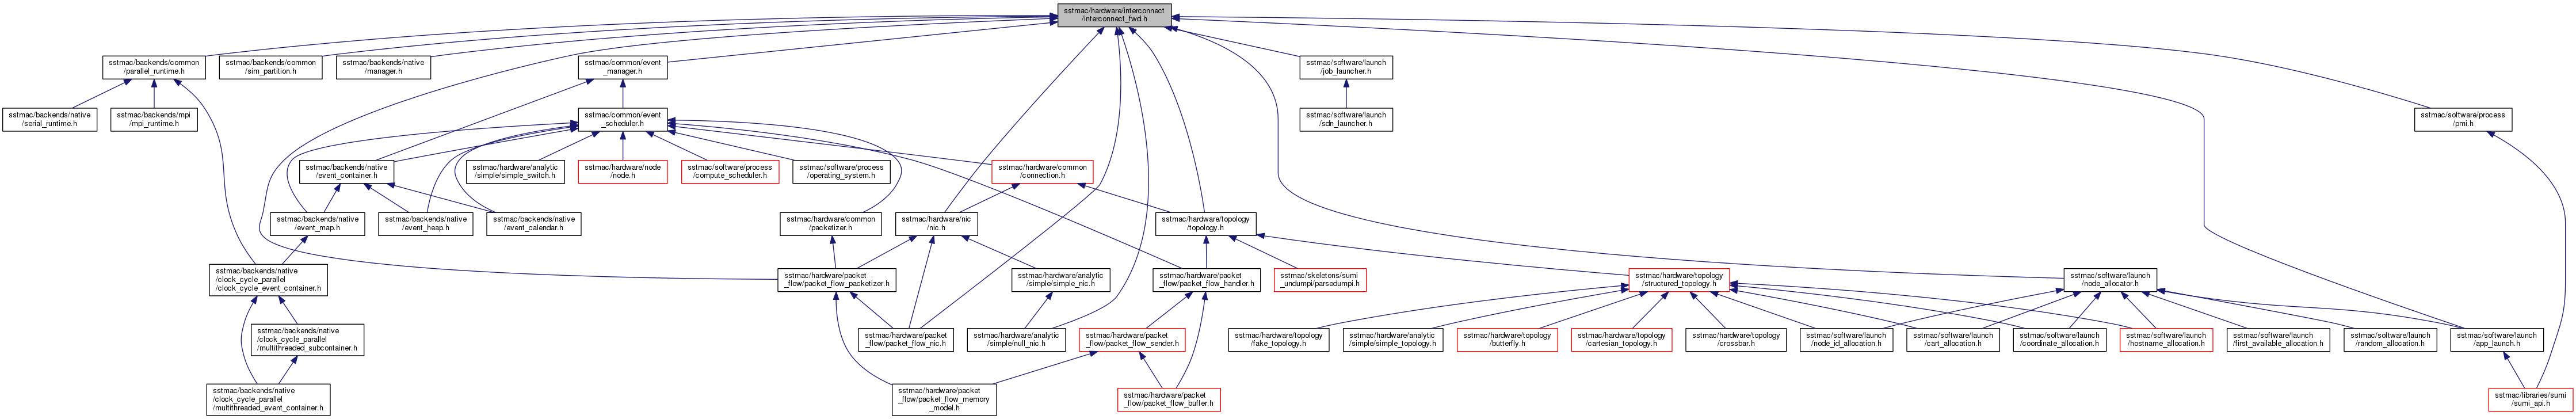 sstmac/hardware/interconnect
/interconnect_fwd.h
sstmac/backends/common
/parallel_runtime.h
sstmac/backends/common
/sim_partition.h
sstmac/backends/native
/manager.h
sstmac/common/event
_manager.h
sstmac/software/launch
/job_launcher.h
sstmac/backends/native
/serial_runtime.h
sstmac/backends/mpi
/mpi_runtime.h
sstmac/common/event
_scheduler.h
sstmac/software/launch
/sdn_launcher.h
sstmac/software/process
/pmi.h
sstmac/backends/native
/event_container.h
sstmac/hardware/analytic
/simple/simple_switch.h
sstmac/hardware/node
/node.h
sstmac/software/process
/compute_scheduler.h
sstmac/software/process
/operating_system.h
sstmac/hardware/common
/connection.h
sstmac/backends/native
/event_map.h
sstmac/backends/native
/event_heap.h
sstmac/backends/native
/event_calendar.h
sstmac/hardware/common
/packetizer.h
sstmac/hardware/nic
/nic.h
sstmac/hardware/topology
/topology.h
sstmac/backends/native
/clock_cycle_parallel
/clock_cycle_event_container.h
sstmac/hardware/packet
_flow/packet_flow_packetizer.h
sstmac/hardware/analytic
/simple/simple_nic.h
sstmac/hardware/packet
_flow/packet_flow_handler.h
sstmac/skeletons/sumi
_undumpi/parsedumpi.h
sstmac/hardware/topology
/structured_topology.h
sstmac/software/launch
/node_allocator.h
sstmac/backends/native
/clock_cycle_parallel
/multithreaded_subcontainer.h
sstmac/hardware/packet
_flow/packet_flow_nic.h
sstmac/hardware/analytic
/simple/null_nic.h
sstmac/hardware/packet
_flow/packet_flow_sender.h
sstmac/hardware/topology
/fake_topology.h
sstmac/hardware/analytic
/simple/simple_topology.h
sstmac/hardware/topology
/butterfly.h
sstmac/hardware/topology
/cartesian_topology.h
sstmac/hardware/topology
/crossbar.h
sstmac/software/launch
/node_id_allocation.h
sstmac/software/launch
/cart_allocation.h
sstmac/software/launch
/coordinate_allocation.h
sstmac/software/launch
/hostname_allocation.h
sstmac/software/launch
/first_available_allocation.h
sstmac/software/launch
/random_allocation.h
sstmac/software/launch
/app_launch.h
sstmac/backends/native
/clock_cycle_parallel
/multithreaded_event_container.h
sstmac/hardware/packet
_flow/packet_flow_memory
_model.h
sstmac/hardware/packet
_flow/packet_flow_buffer.h
sstmac/libraries/sumi
/sumi_api.h